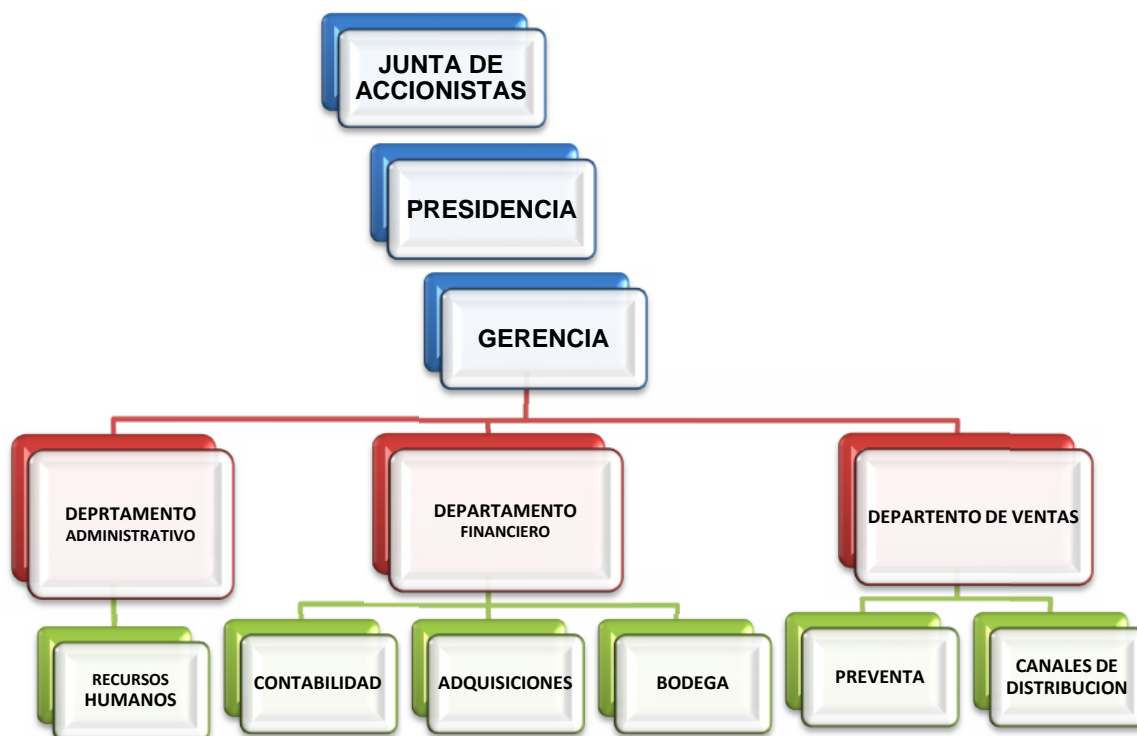 JUNTA DE
ACCIONISTAS
PRESIDENCIA
GERENCIA
DEPRTAMENTO
ADMINISTRATIVO
DEPARTAMENTO
FINANCIERO
DEPARTENTO DE VENTAS
RECURSOS
HUMANOS
CONTABILIDAD
ADQUISICIONES
BODEGA
PREVENTA
CANALES DE
DISTRIBUCION